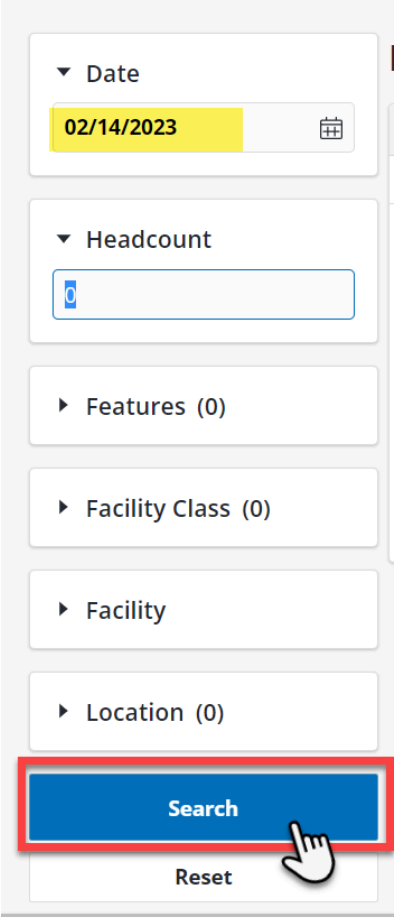 Date
02/14/2023
Headcount
0
Features (0)
Facility Class (0)
Facility
Location (0)
Search
Reset